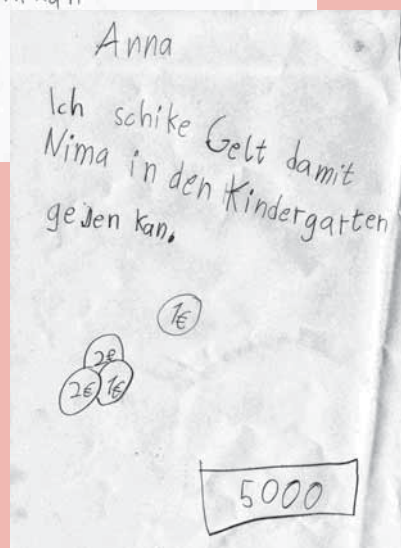 Anna
Ich schike Gelt damit
Nima in den Kindergarten
gehen kan.
1€
2€
2€ 1€
5000